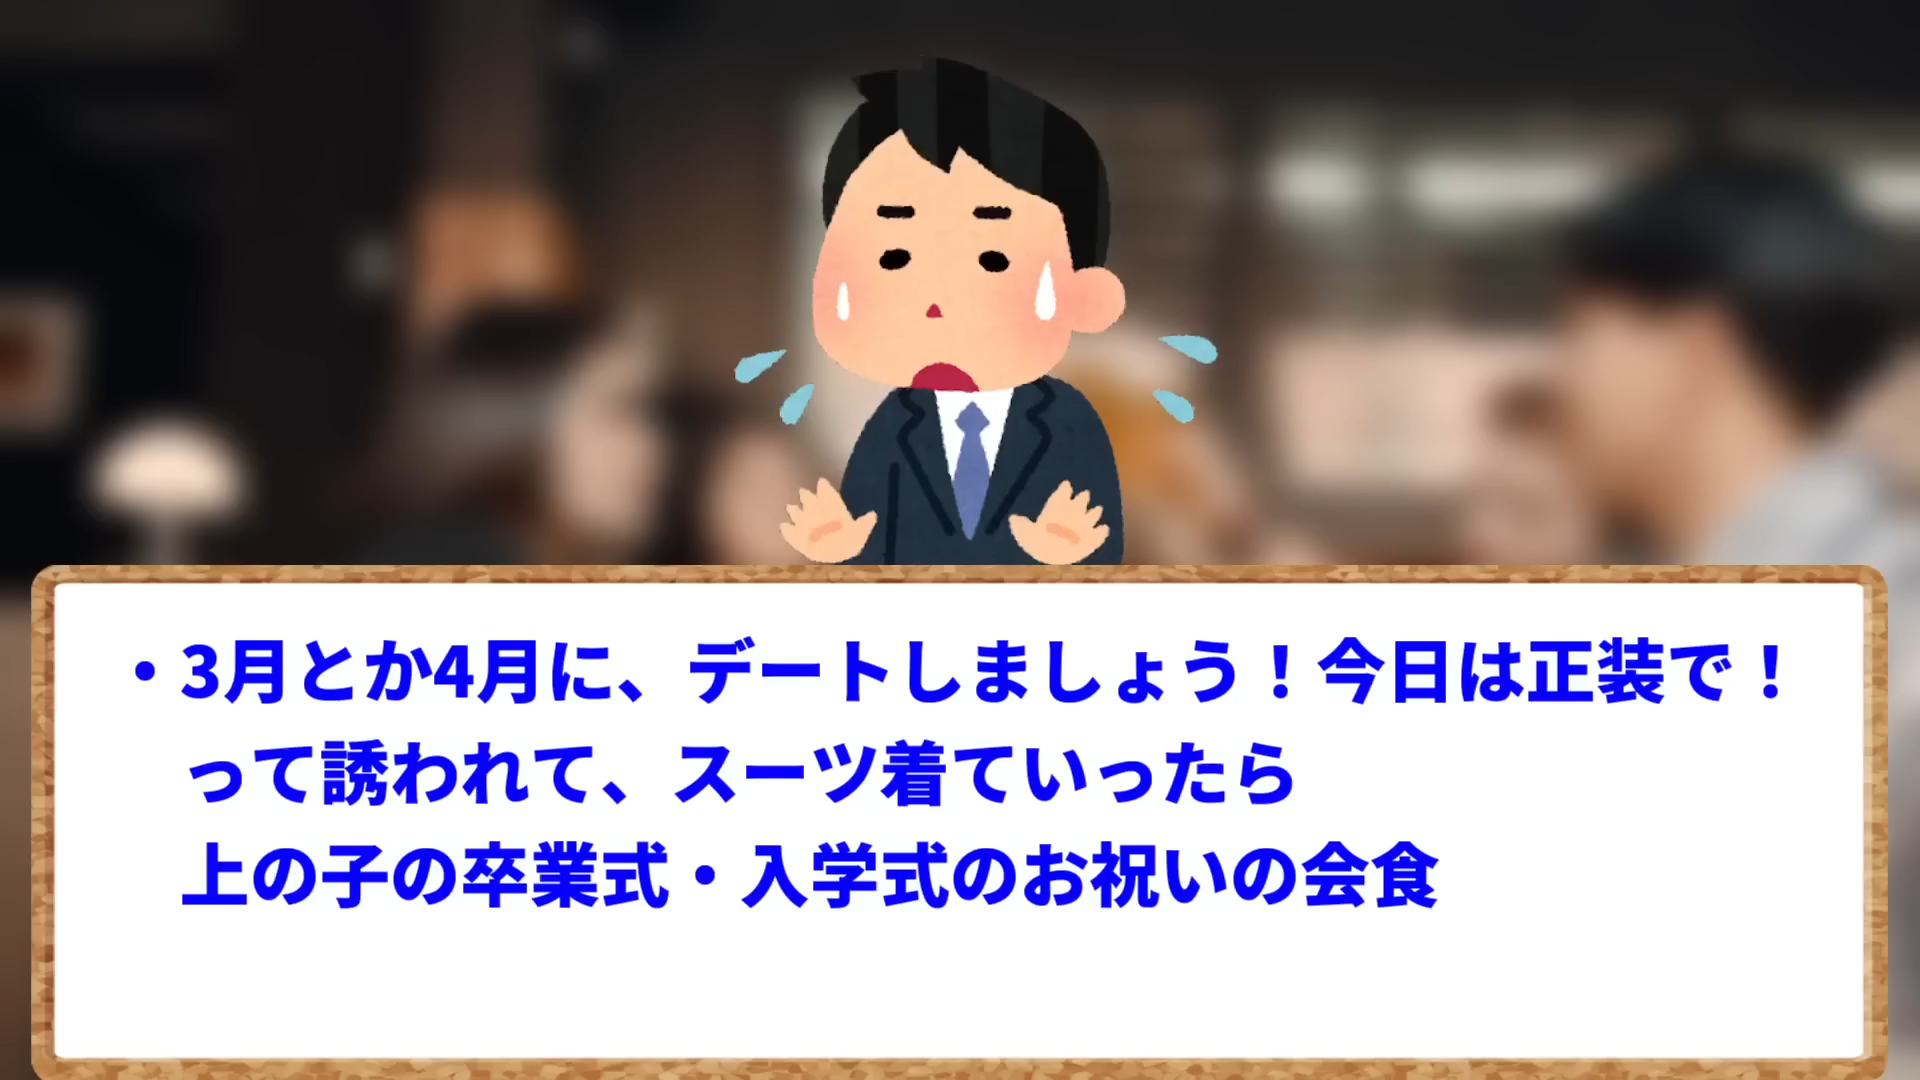 ・3月とか4月に、デートしましょう！今日は正装で！
って誘われて、スーツ着ていったら
上の子の卒業式・入学式のお祝いの会食